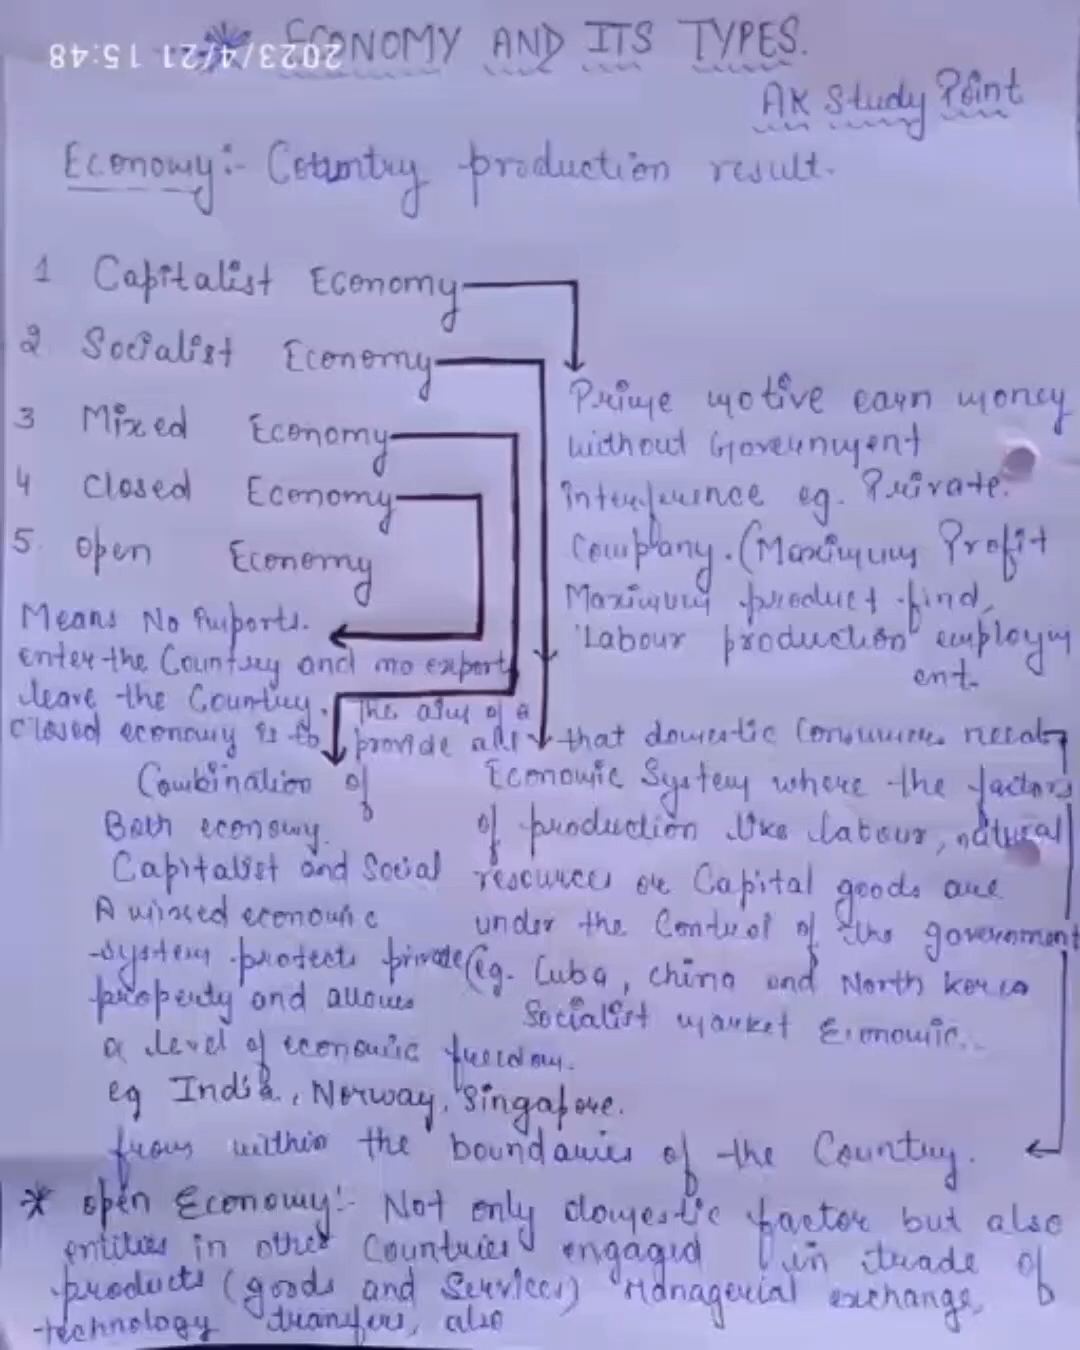 ECONOMY AND ITS TYPES.
2023/4/21 15:48
AK Study Point
Economy:- Country production result.
1 Capitalist Economy
2 Socialist Economy
3 Mixed Economy
4 Closed Economy
5. Open Economy
Prime motive earn money
without Government
interference eg. Private.
Company. (Maximum Profit
Maximum product find,
Labour production employm
ent.
Means No imports.
enter the Country and no export
leave the Country. The aim of a
closed economy is to provide all that domestic Consumers need
Combination of
Both economy.
Capitalist and Social
A mixed economic
system protects private
property and allows
a level of economic freedom.
eg India, Norway, Singapore.
Economic System where the factors
of production like labour, natural
resources or Capital goods are
under the Control of the government
(eg. Cuba, china and North korea
Socialist market Economic..
from within the boundaries of the Country.
* Open Economy:- Not only domestic factor but also
entities in other Countries engaged in trade of
products (goods and Services) Managerial exchange,
technology transfers, also